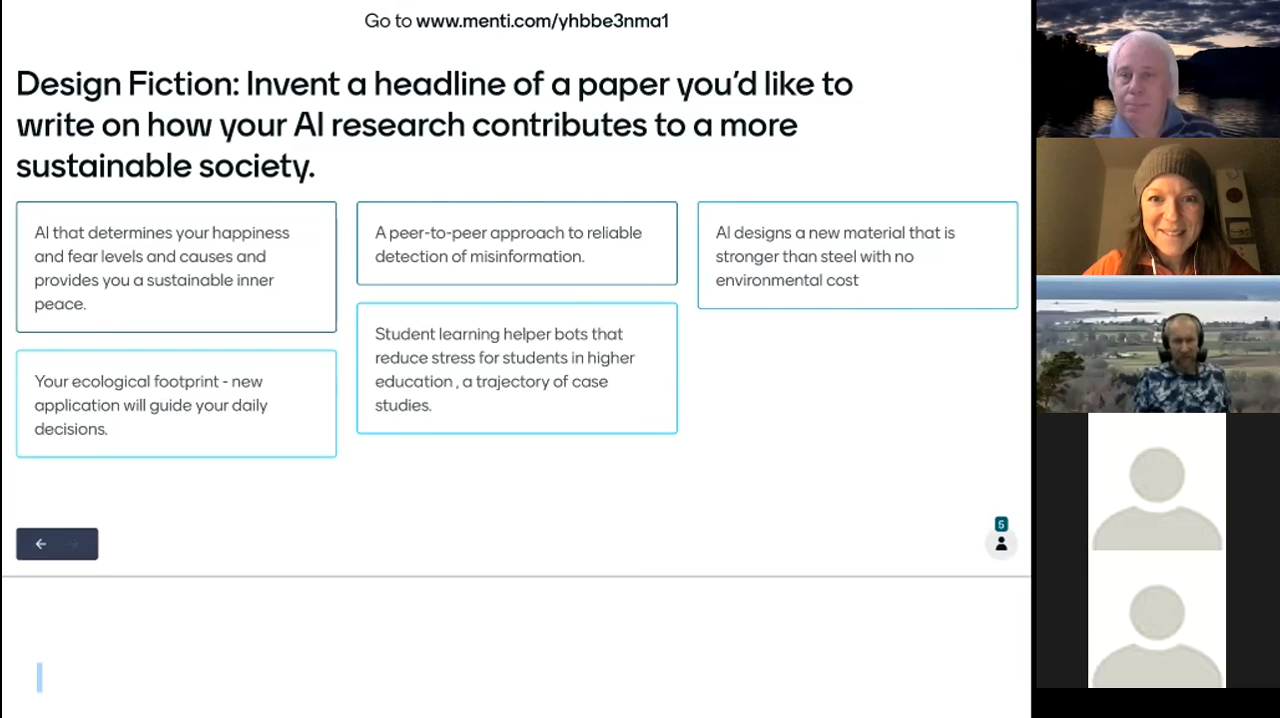 Go to www.menti.com/yhbbe3nma1
Design Fiction: Invent a headline of a paper you'd like to
write on how your AI research contributes to a more
sustainable society.
AI that determines your happiness
and fear levels and causes and
provides you a sustainable inner
peace.
Your ecological footprint - new
application will guide your daily
decisions.
A peer-to-peer approach to reliable
detection of misinformation.
Student learning helper bots that
reduce stress for students in higher
education , a trajectory of case
studies.
AI designs a new material that is
stronger than steel with no
environmental cost
5